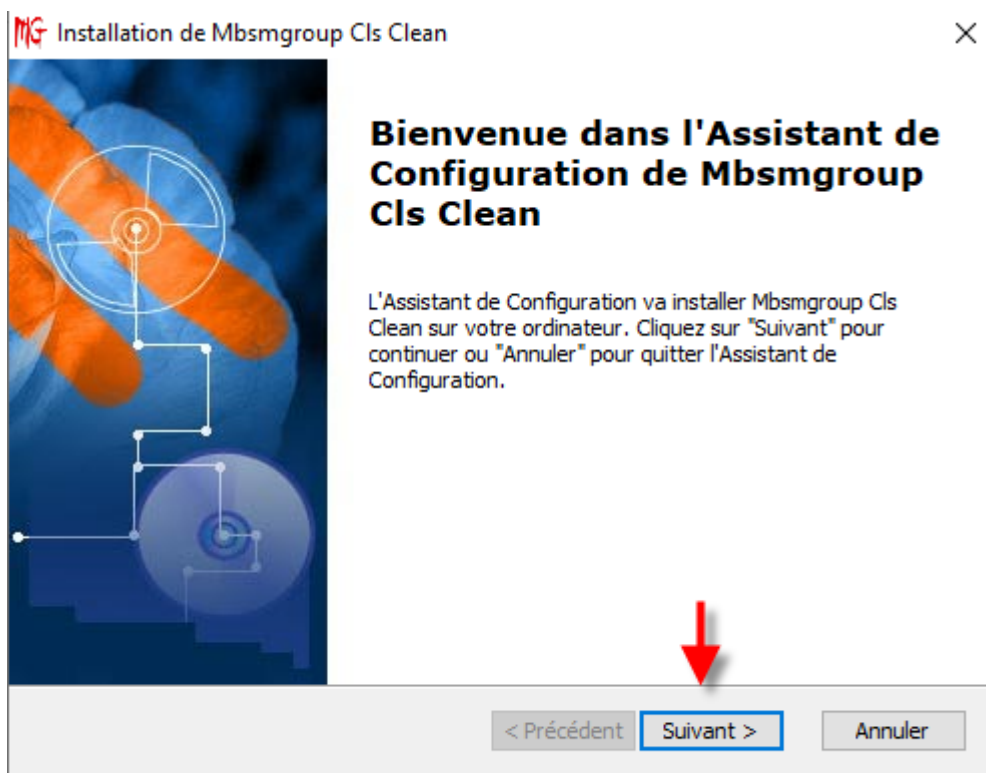 MG Installation de Mbsmgroup Cls Clean
Bienvenue dans l'Assistant de
Configuration de Mbsmgroup
Cls Clean
L'Assistant de Configuration va installer Mbsmgroup Cls
Clean sur votre ordinateur. Cliquez sur "Suivant" pour
continuer ou "Annuler" pour quitter l'Assistant de
Configuration.
< Précédent Suivant > Annuler